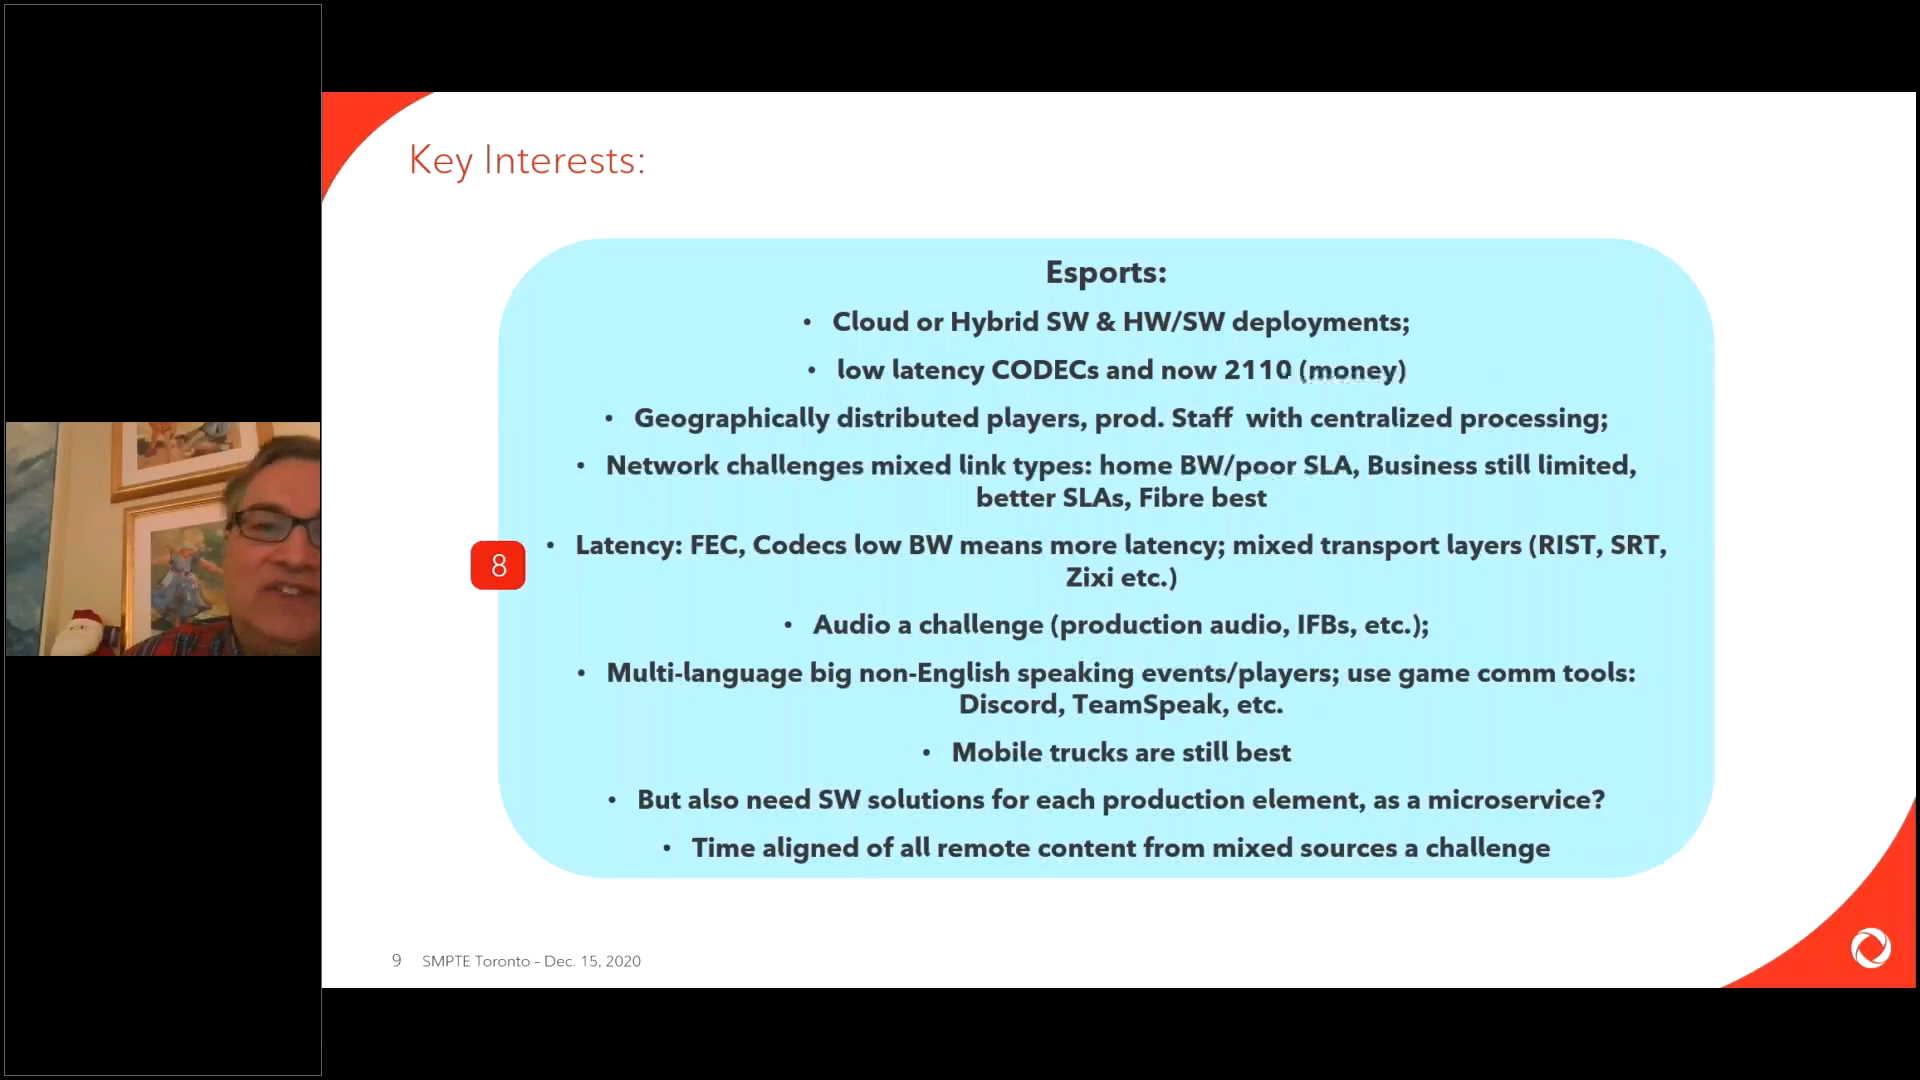 Key Interests:
Esports:
• Cloud or Hybrid SW & HW/SW deployments;
• low latency CODECs and now 2110 (money)
• Geographically distributed players, prod. Staff with centralized processing;
• Network challenges mixed link types: home BW/poor SLA, Business still limited,
better SLAs, Fibre best
8
• Latency: FEC, Codecs low BW means more latency; mixed transport layers (RIST, SRT,
Zixi etc.)
• Audio a challenge (production audio, IFBs, etc.);
• Multi-language big non-English speaking events/players; use game comm tools:
Discord, TeamSpeak, etc.
• Mobile trucks are still best
• But also need SW solutions for each production element, as a microservice?
• Time aligned of all remote content from mixed sources a challenge
9 SMPTE Toronto – Dec. 15, 2020